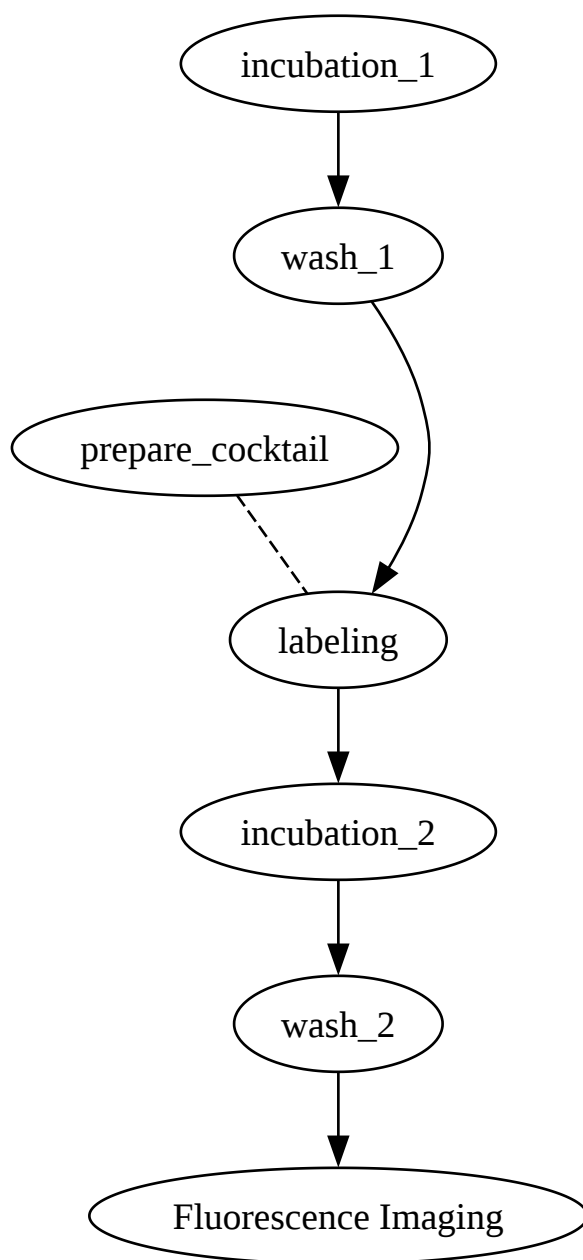 incubation_1
wash_1
prepare_cocktail
labeling
incubation_2
wash_2
Fluorescence Imaging